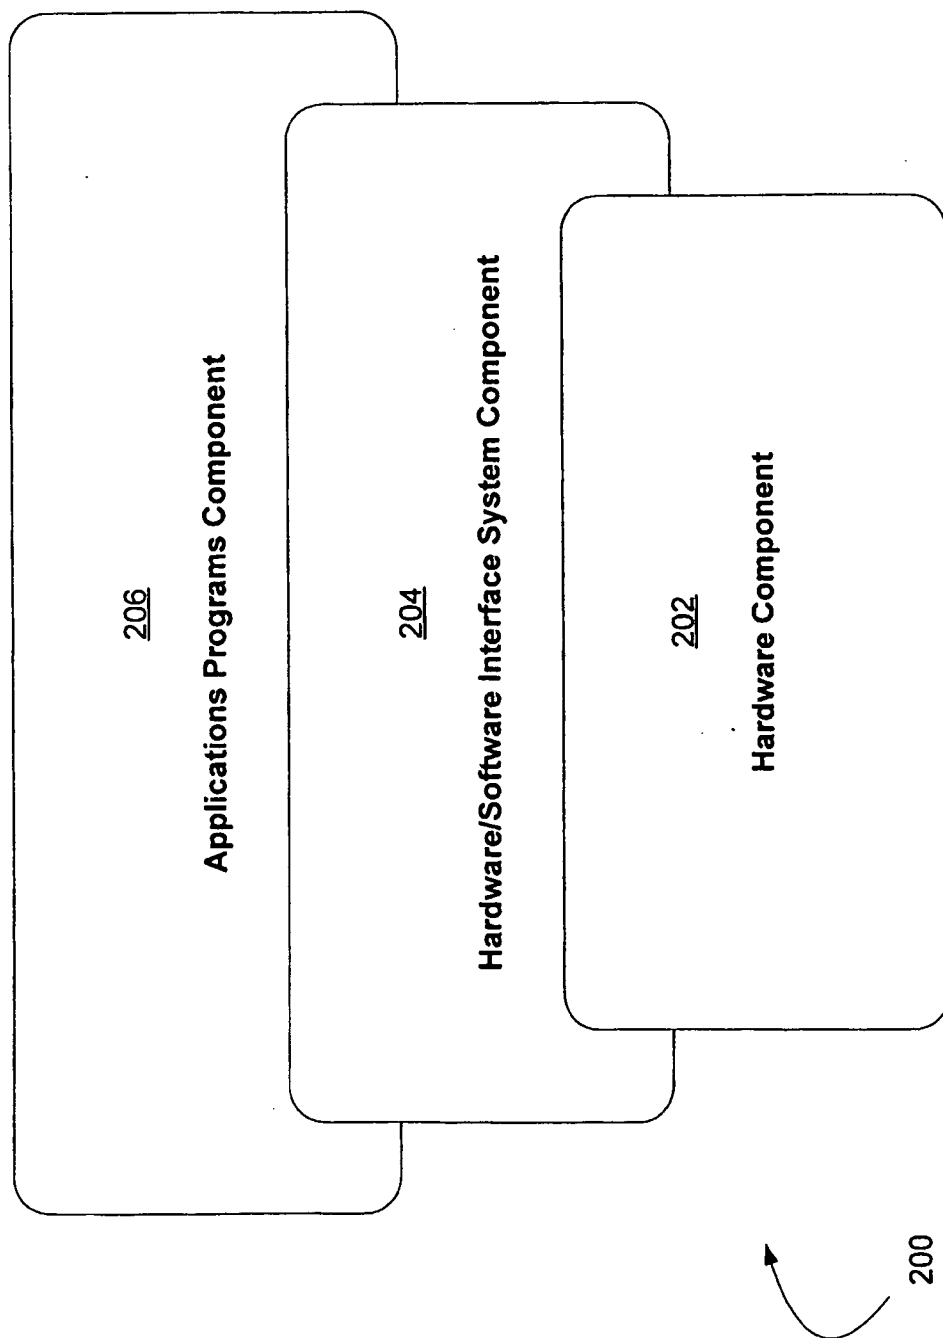 206
Applications Programs Component
204
Hardware/Software Interface System Component
202
Hardware Component
200